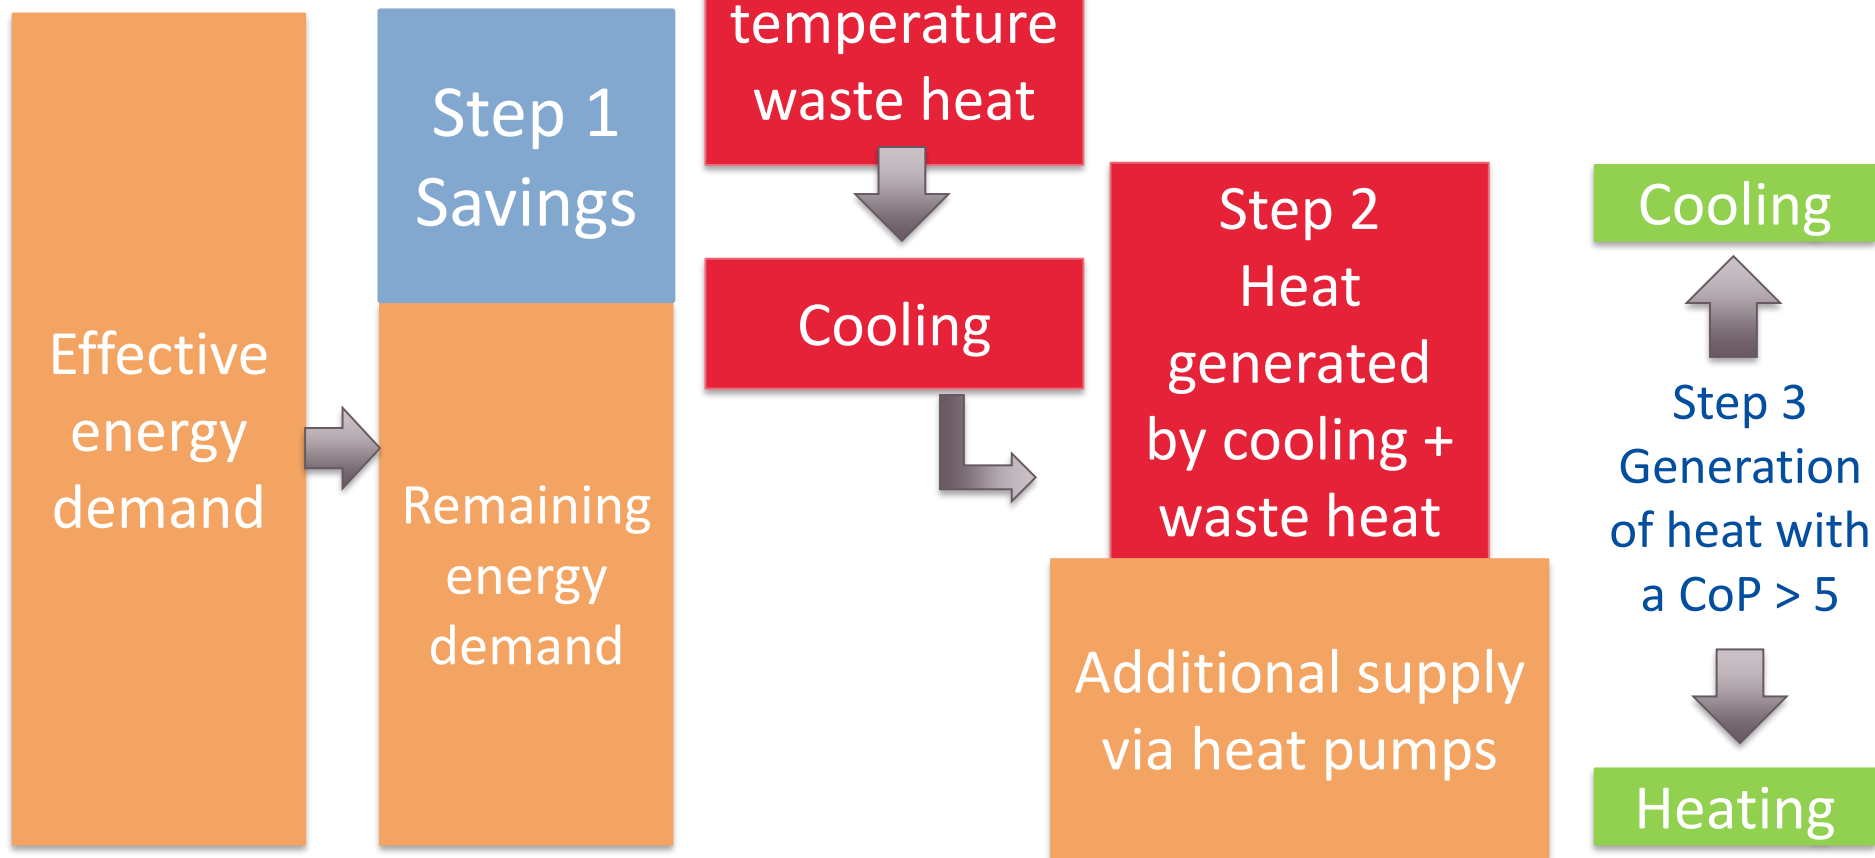 Effective
energy
demand
Step 1
Savings
Remaining
energy
demand
temperature
waste heat
Cooling
Step 2
Heat
generated
by cooling +
waste heat
Additional supply
via heat pumps
Cooling
Step 3
Generation
of heat with
a CoP > 5
Heating